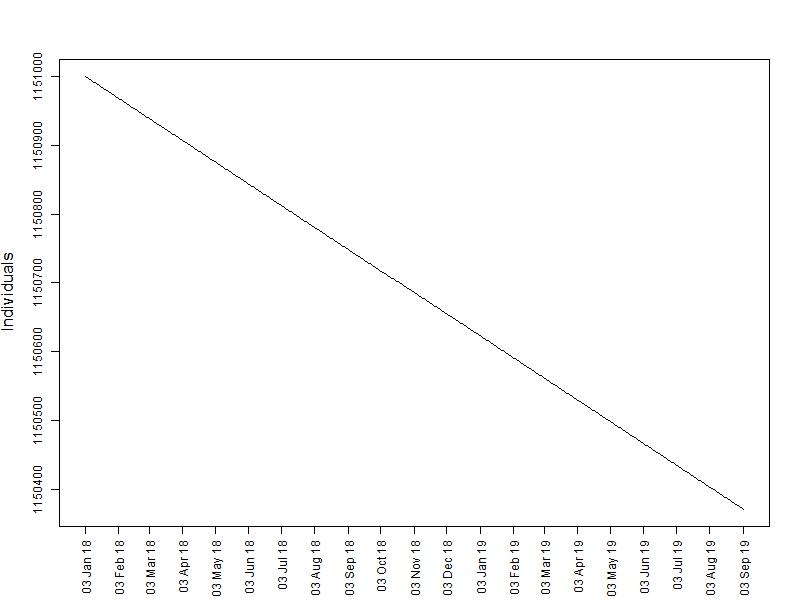 Individuals
1151000
1150900
1150800
1150700
1150600
1150500
1150400
03 Jan 18
03 Feb 18
03 Mar 18
03 Apr 18
03 May 18
03 Jun 18
03 Jul 18
03 Aug 18
03 Sep 18
03 Oct 18
03 Nov 18
03 Dec 18
03 Jan 19
03 Feb 19
03 Mar 19
03 Apr 19
03 May 19
03 Jun 19
03 Jul 19
03 Aug 19
03 Sep 19